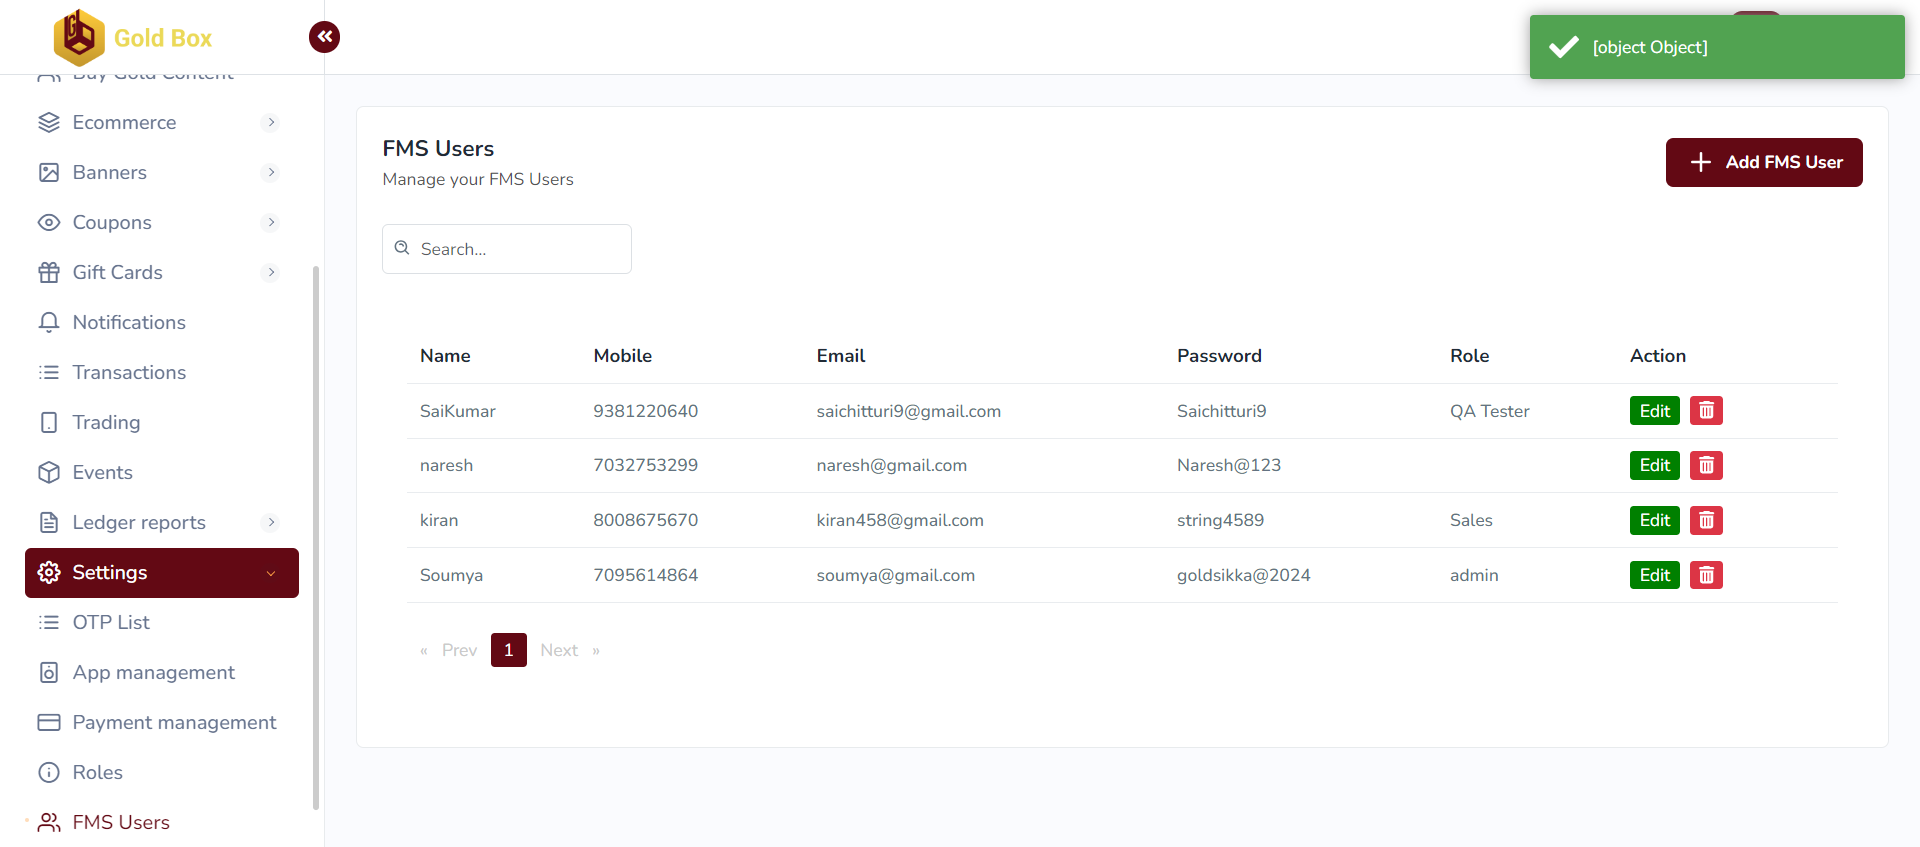 Gold Box
[object Object]
Buy Gold Content
Ecommerce
Banners
Coupons
Gift Cards
Notifications
Transactions
Trading
Events
Ledger reports
Settings
OTP List
App management
Payment management
Roles
FMS Users
FMS Users
Manage your FMS Users
Add FMS User
Search...
Name Mobile Email Password Role Action
SaiKumar 9381220640 saichitturi9@gmail.com Saichitturi9 QA Tester Edit
naresh 7032753299 naresh@gmail.com Naresh@123 Edit
kiran 8008675670 kiran458@gmail.com string4589 Sales Edit
Soumya 7095614864 soumya@gmail.com goldsikka@2024 admin Edit
« Prev 1 Next »